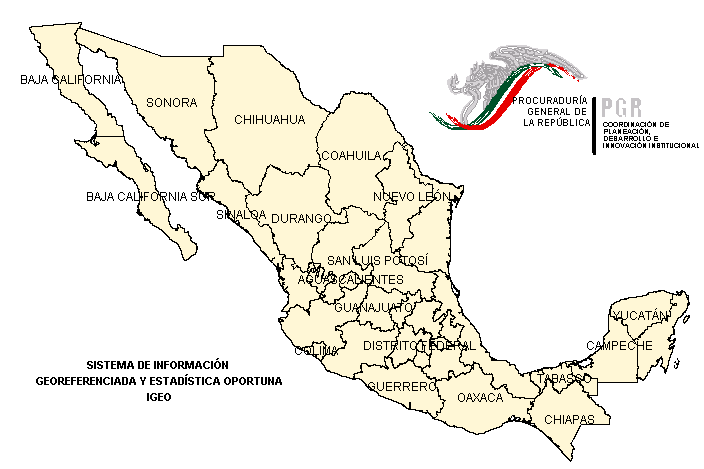 BAJA CALIFORNIA
SONORA
CHIHUAHUA
PROCURADURÍA
GENERAL DE
LA REPÚBLICA
PGR
COORDINACIÓN DE
PLANEACIÓN,
DEBARROLLO E
INNOVACIÓN INSTITUCIONAL
COAHUILA
BAJA CALIFORNIA SUR
NUEVO LEÓN
SINALOA
DURANGO
SAN LUIS POTOSÍ
AGUASCALIENTES
GUANAJUATO
YUCATÁN
COLIMA
DISTRITO FEDERAL
CAMPECHE
SISTEMA DE INFORMACIÓN
GEOREFERENCIADA Y ESTADÍSTICA OPORTUNA
IGEO
GUERRERO
OAXACA
TABASCO
CHIAPAS